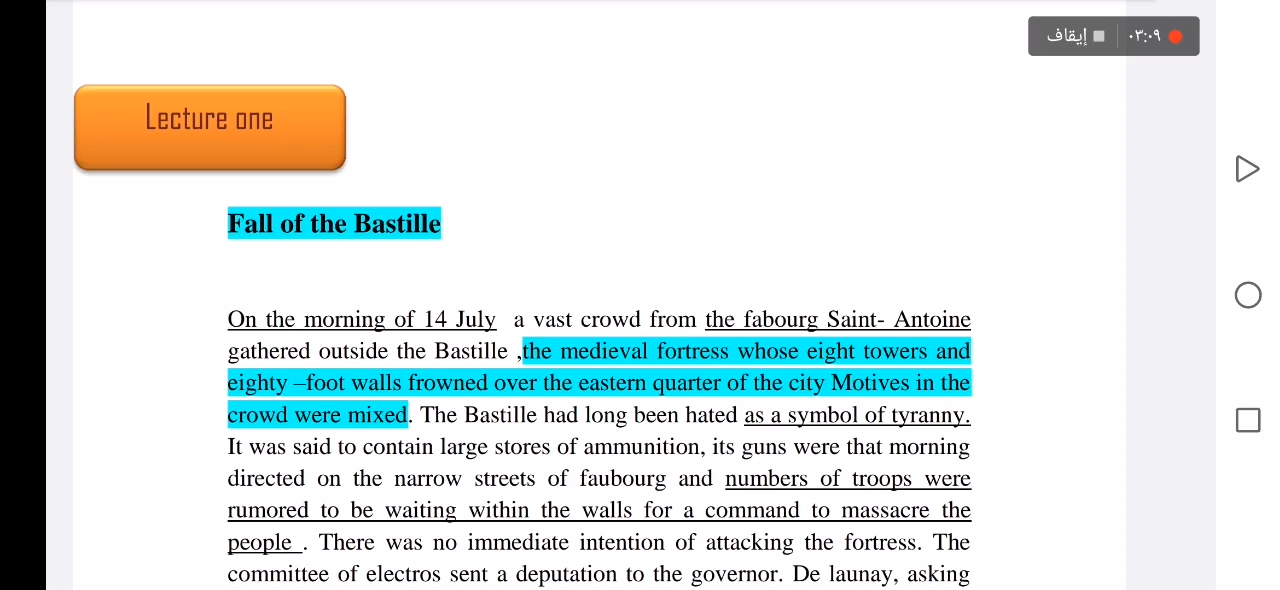 إيقاف ٠٣:٠٩
Lecture one
Fall of the Bastille
On the morning of 14 July a vast crowd from the fabourg Saint- Antoine
gathered outside the Bastille ,the medieval fortress whose eight towers and
eighty –foot walls frowned over the eastern quarter of the city Motives in the
crowd were mixed. The Bastille had long been hated as a symbol of tyranny.
It was said to contain large stores of ammunition, its guns were that morning
directed on the narrow streets of faubourg and numbers of troops were
rumored to be waiting within the walls for a command to massacre the
people . There was no immediate intention of attacking the fortress. The
committee of electros sent a deputation to the governor. De launay, asking